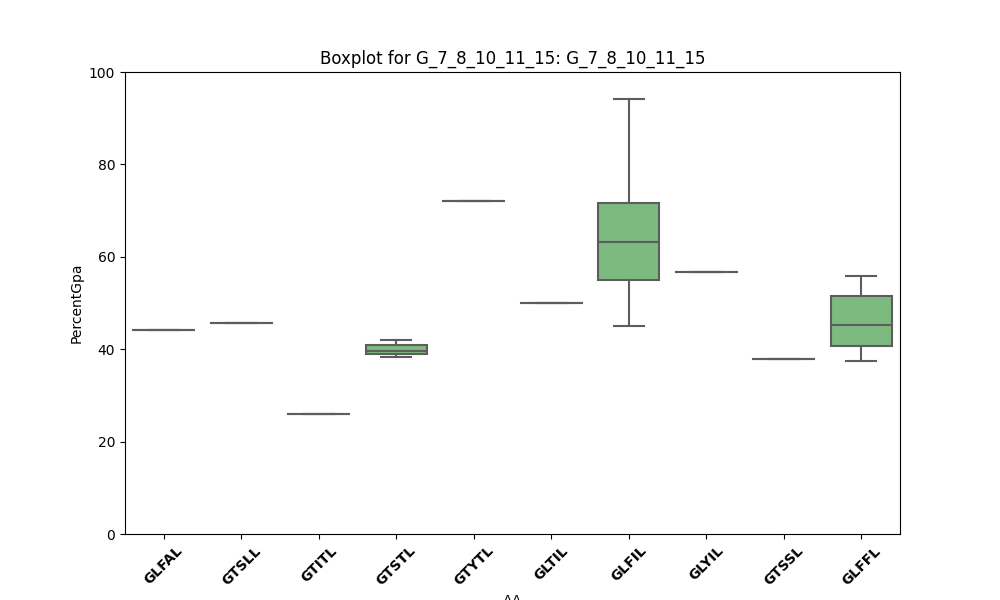 Boxplot for G_7_8_10_11_15: G_7_8_10_11_15
100
80
60
40
20
0
PercentGpa
GLFAL
GTSLL
GTITL
GTSTL
GTYTL
GLTIL
GLFIL
GLYIL
GTSSL
GLFFL
AA